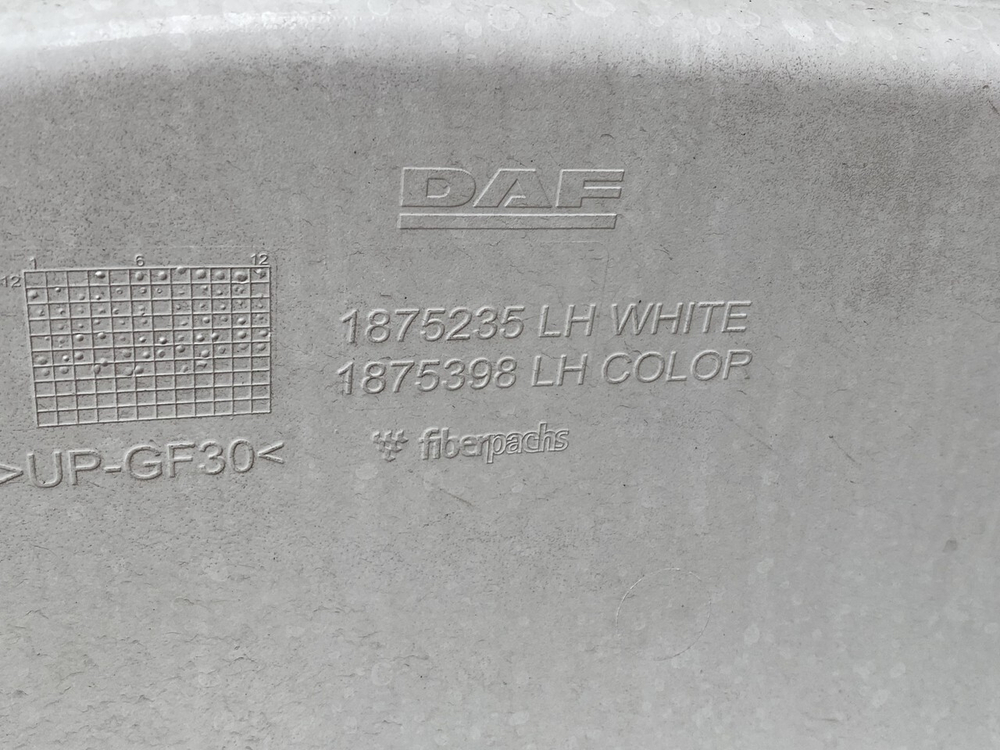 DAF
1 6 12
12
1875235 LH WHITE
1875398 LH COLOR
fiberpachs
>UP-GF30<